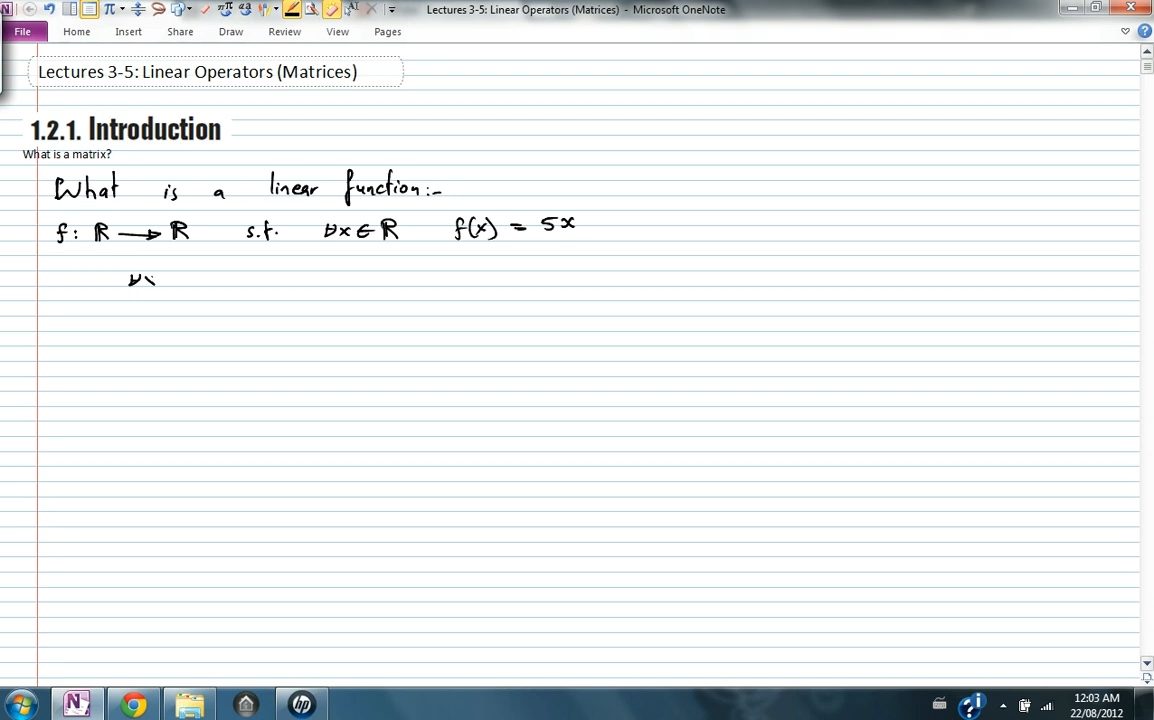 Lectures 3-5: Linear Operators (Matrices) - Microsoft OneNote
File Home Insert Share Draw Review View Pages
Lectures 3-5: Linear Operators (Matrices)
1.2.1. Introduction
What is a matrix?
What is a linear function:-
f: ℝ → ℝ s.t. ∀x ∈ ℝ f(x) = 5x
∀x
12:03 AM
22/08/2012